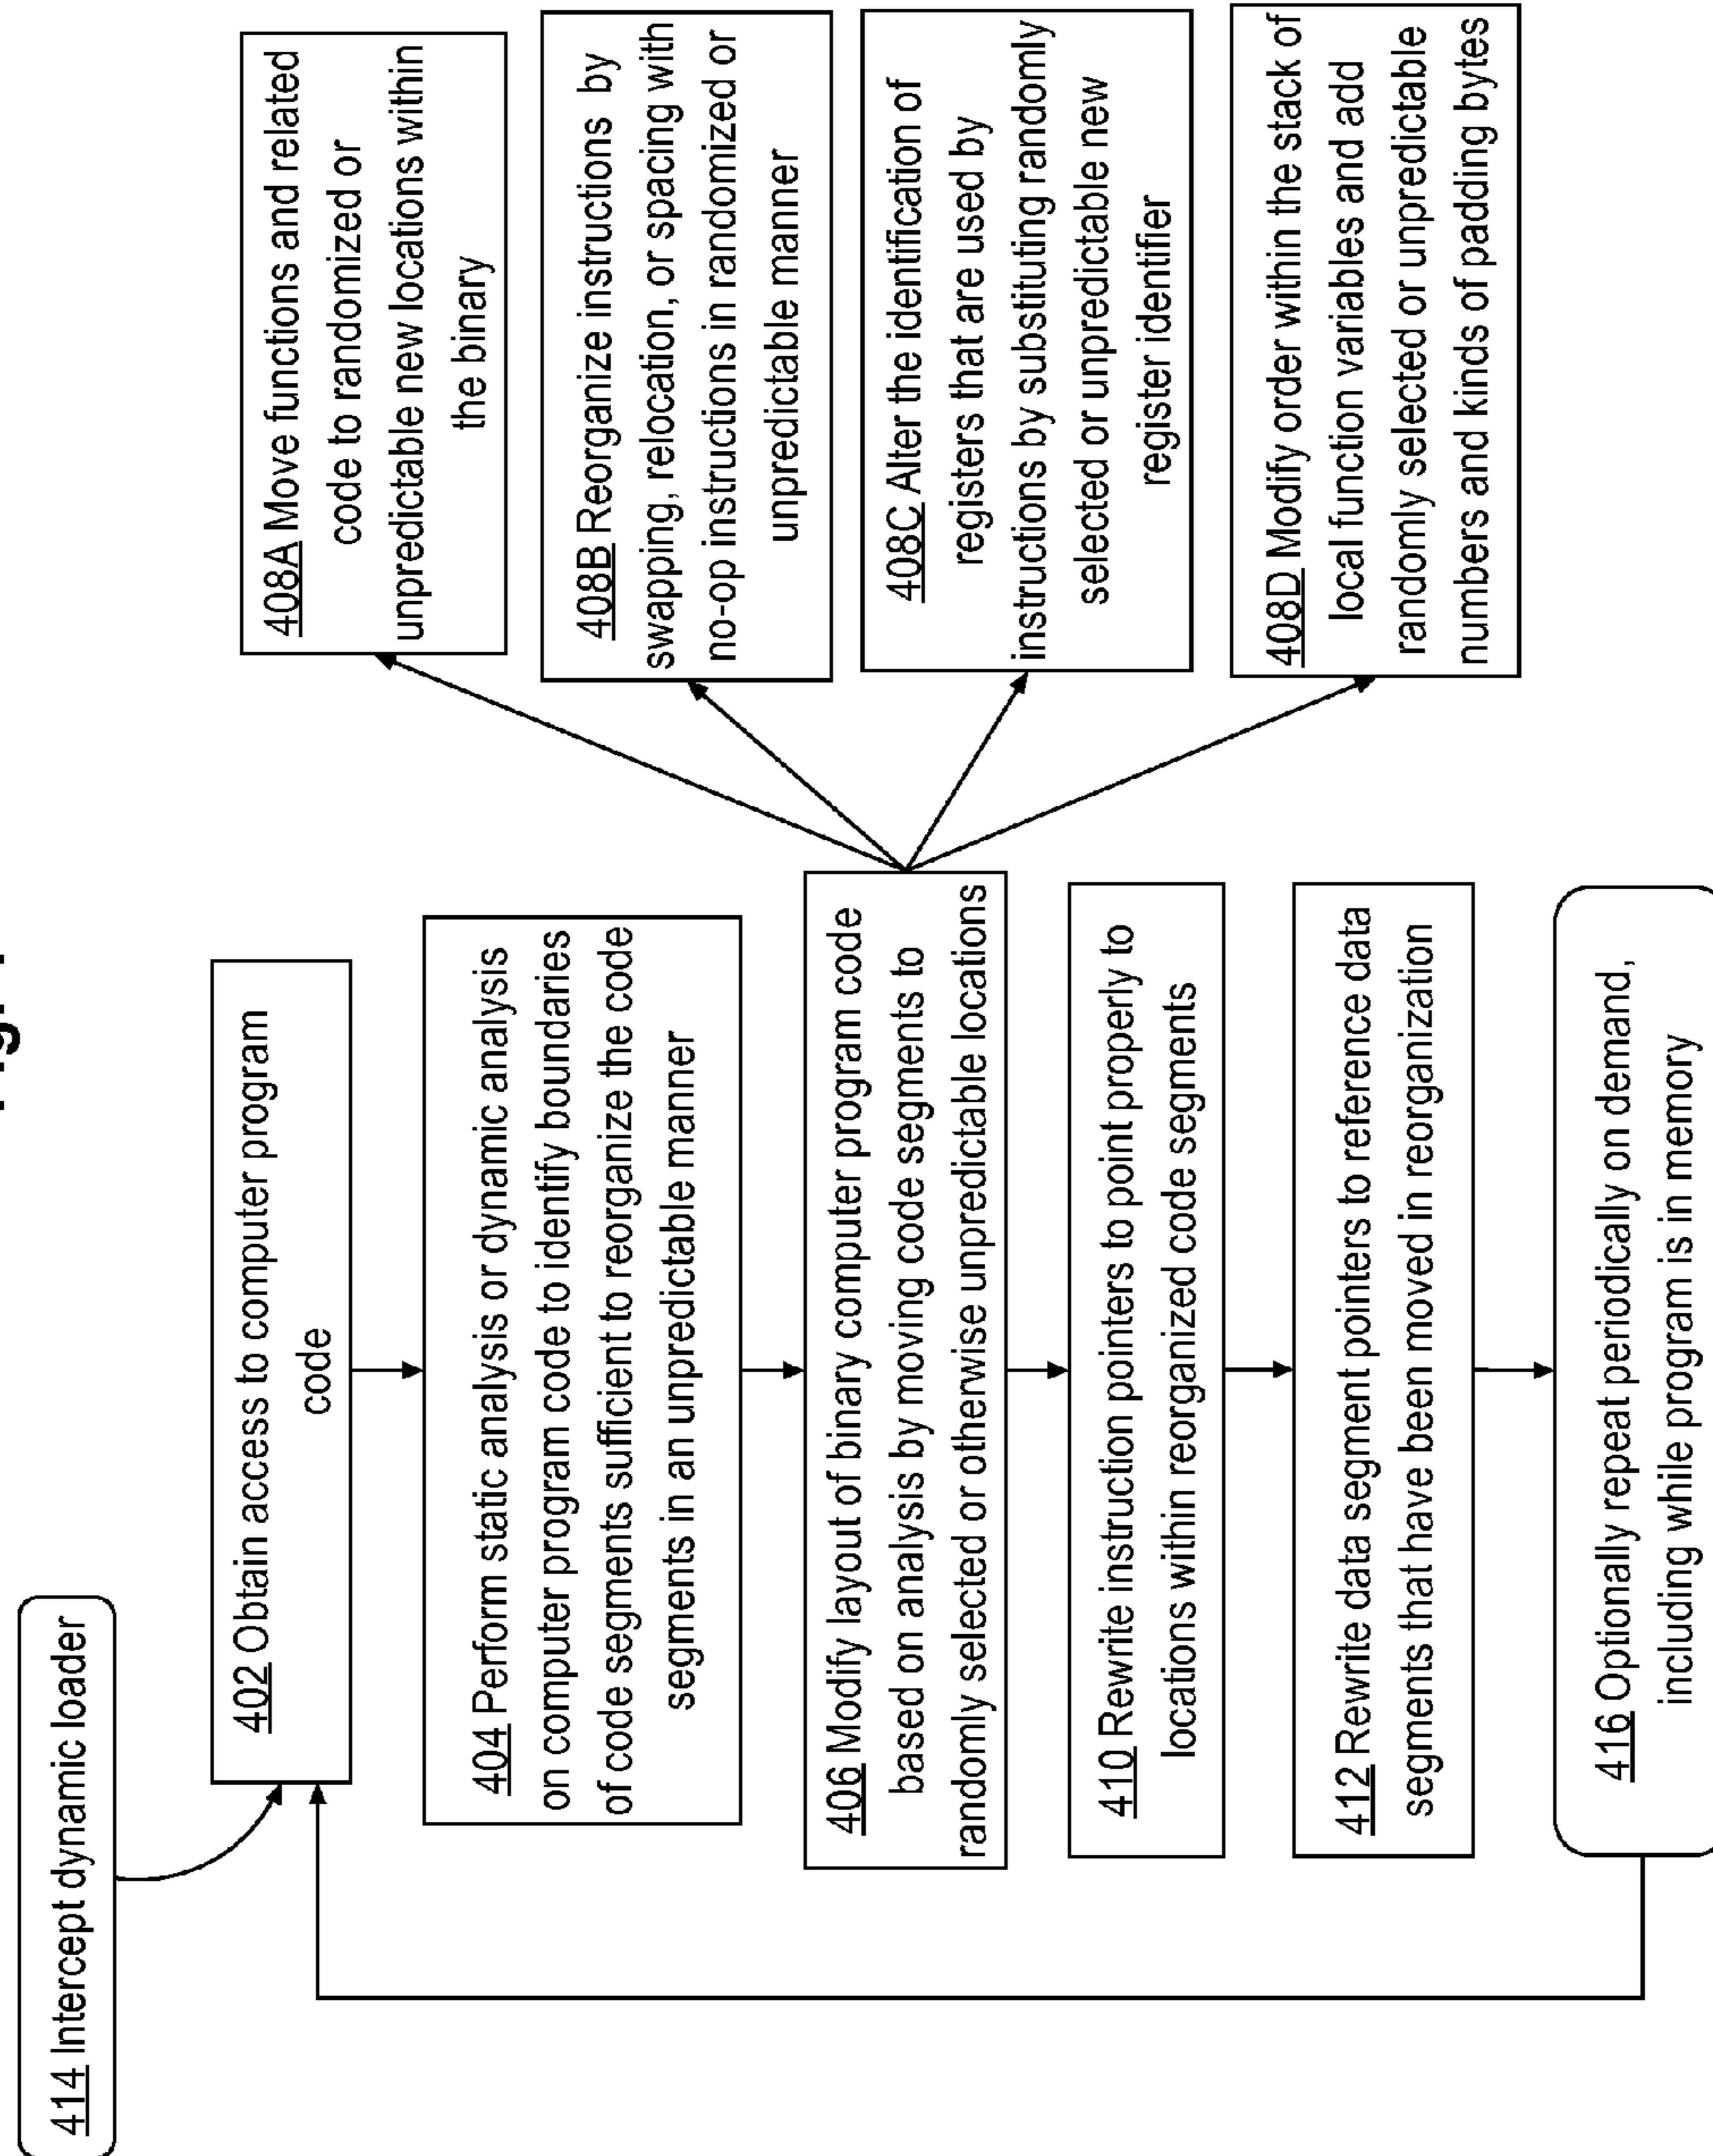 414 Intercept dynamic loader
402 Obtain access to computer program
code
404 Perform static analysis or dynamic analysis
on computer program code to identify boundaries
of code segments sufficient to reorganize the code
segments in an unpredictable manner
406 Modify layout of binary computer program code
based on analysis by moving code segments to
randomly selected or otherwise unpredictable locations
408A Move functions and related
code to randomized or
unpredictable new locations within
the binary
408B Reorganize instructions by
swapping, relocation, or spacing with
no-op instructions in randomized or
unpredictable manner
408C Alter the identification of
registers that are used by
instructions by substituting randomly
selected or unpredictable new
register identifier
408D Modify order within the stack of
local function variables and add
randomly selected or unpredictable
numbers and kinds of padding bytes
410 Rewrite instruction pointers to point properly to
locations within reorganized code segments
412 Rewrite data segment pointers to reference data
segments that have been moved in reorganization
416 Optionally repeat periodically on demand,
including while program is in memory